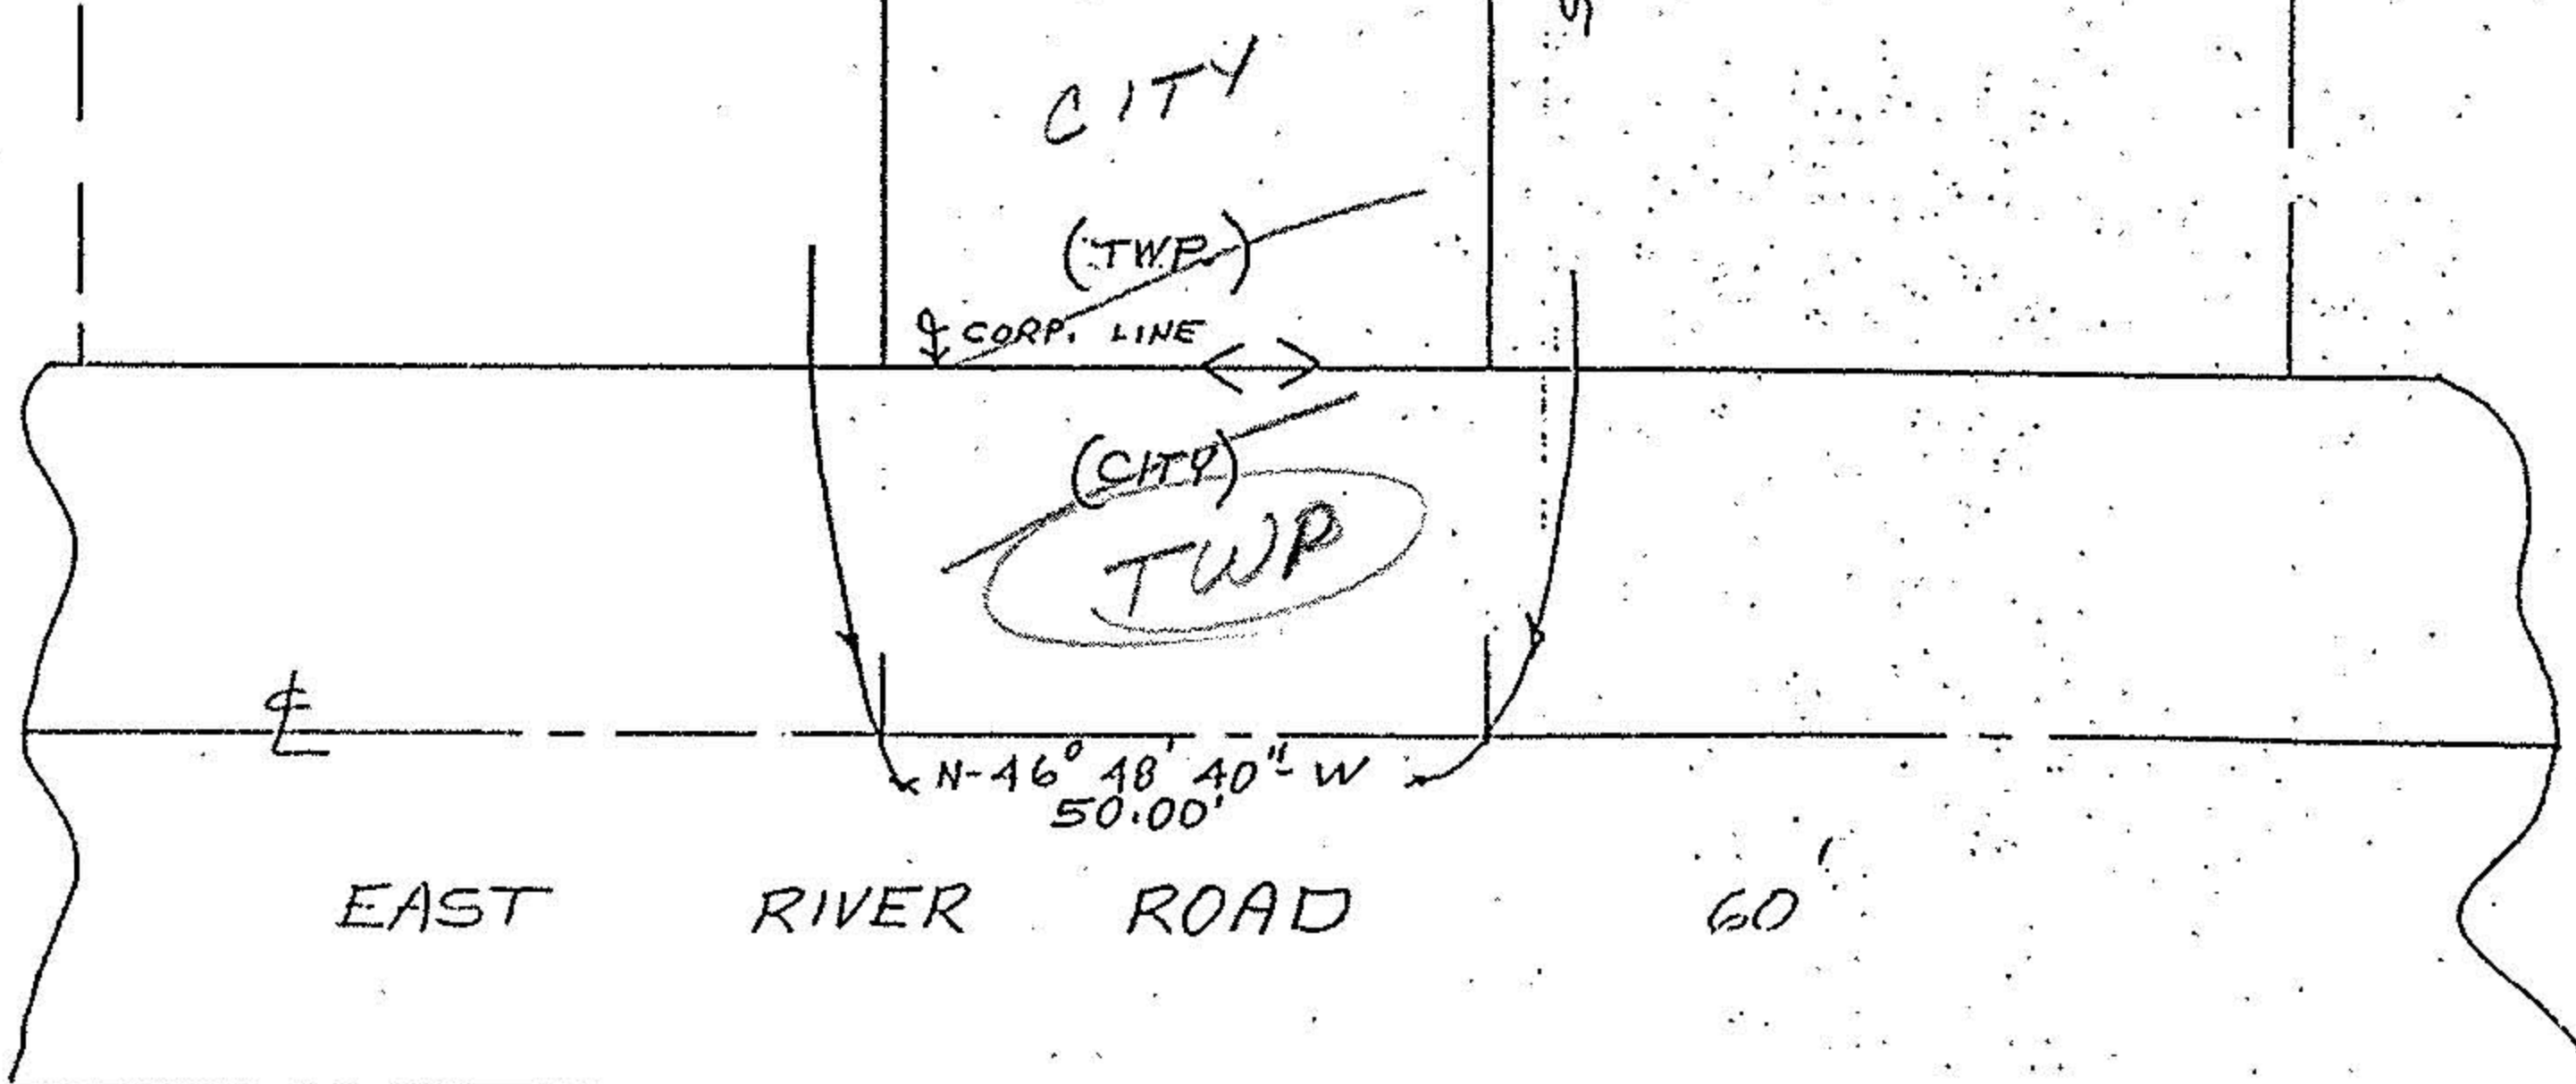 CITY
(TWP.)
CORP. LINE
(CITY)
TWP
℄
N-46° 48' 40"-W
50.00'
EAST RIVER ROAD 60'